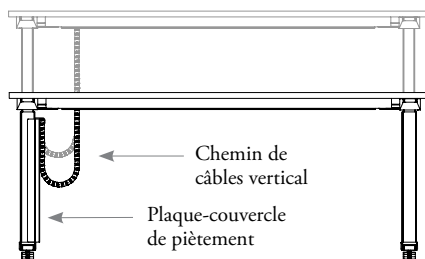 Chemin de
câbles vertical
Plaque-couvercle
de piètement